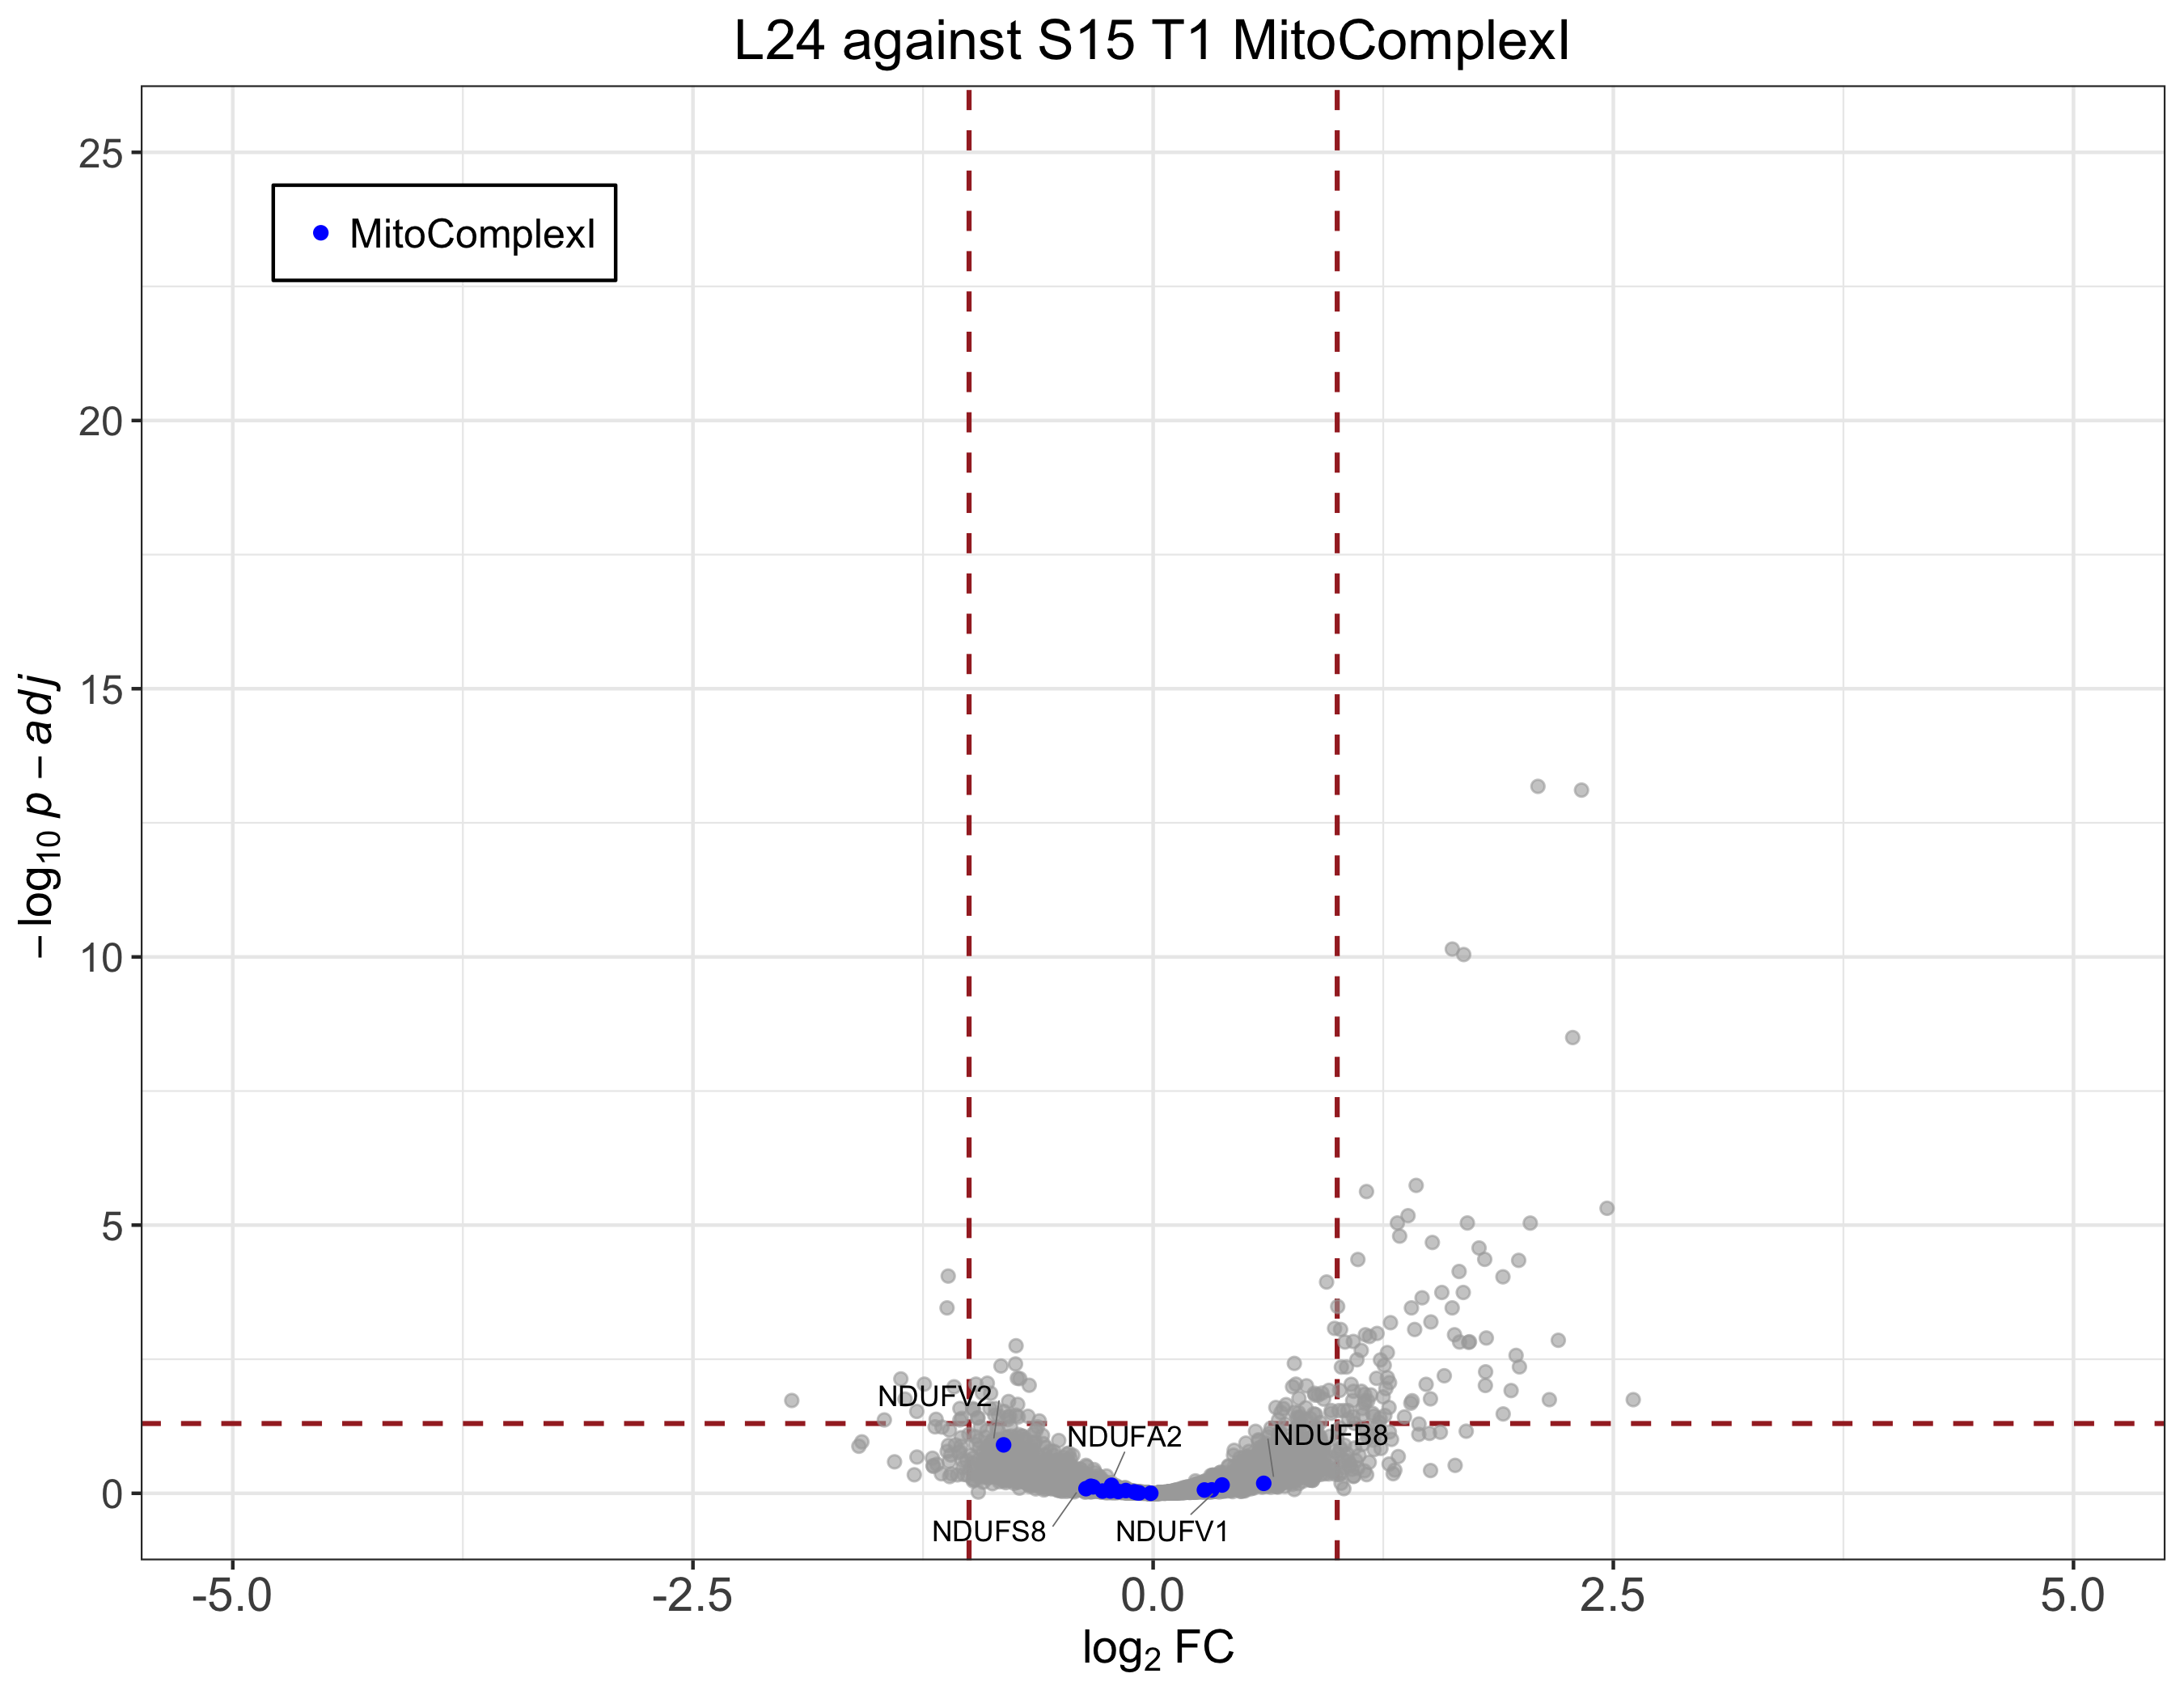 L24 against S15 T1 MitoComplexI
25
MitoComplexI
20
15
−log10 p − adj
10
5
NDUFV2
NDUFA2
NDUFB8
0
NDUFS8
NDUFV1
-5.0
-2.5
0.0
2.5
5.0
log2 FC